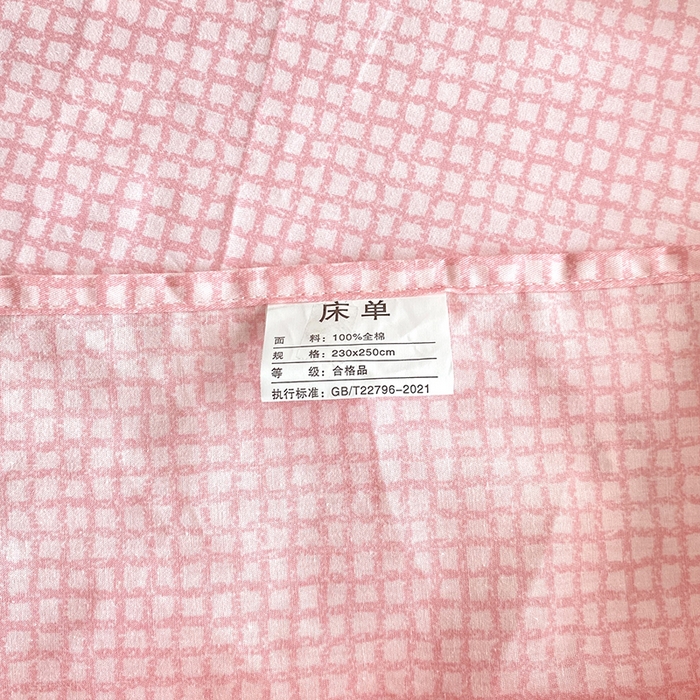 床单
面 料：100%全棉
规 格：230x250cm
等 级：合格品
执行标准：GB/T22796-2021